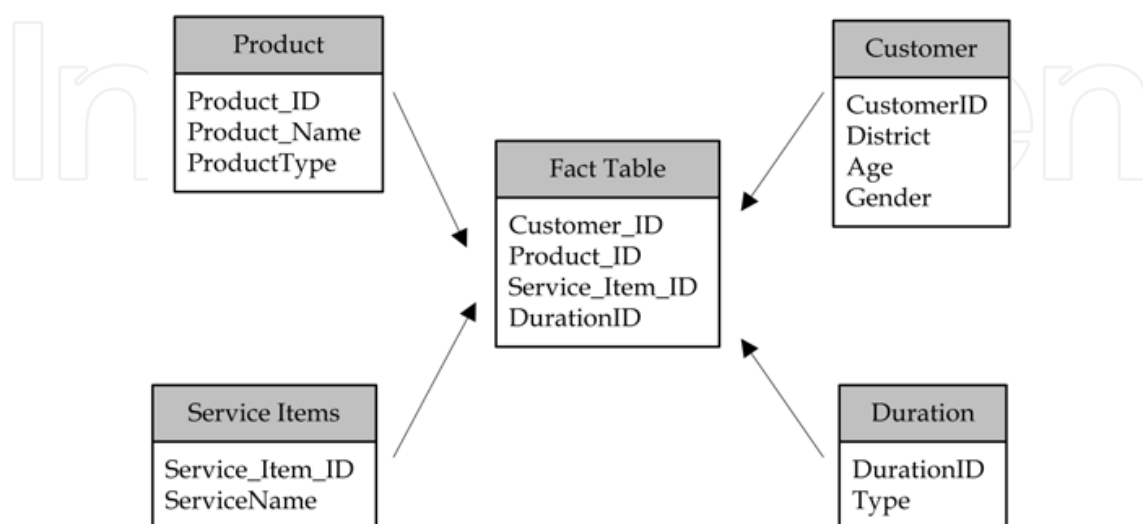 Product
Product_ID
Product_Name
ProductType
Customer
CustomerID
District
Age
Gender
Fact Table
Customer_ID
Product_ID
Service_Item_ID
DurationID
Service Items
Service_Item_ID
ServiceName
Duration
DurationID
Type